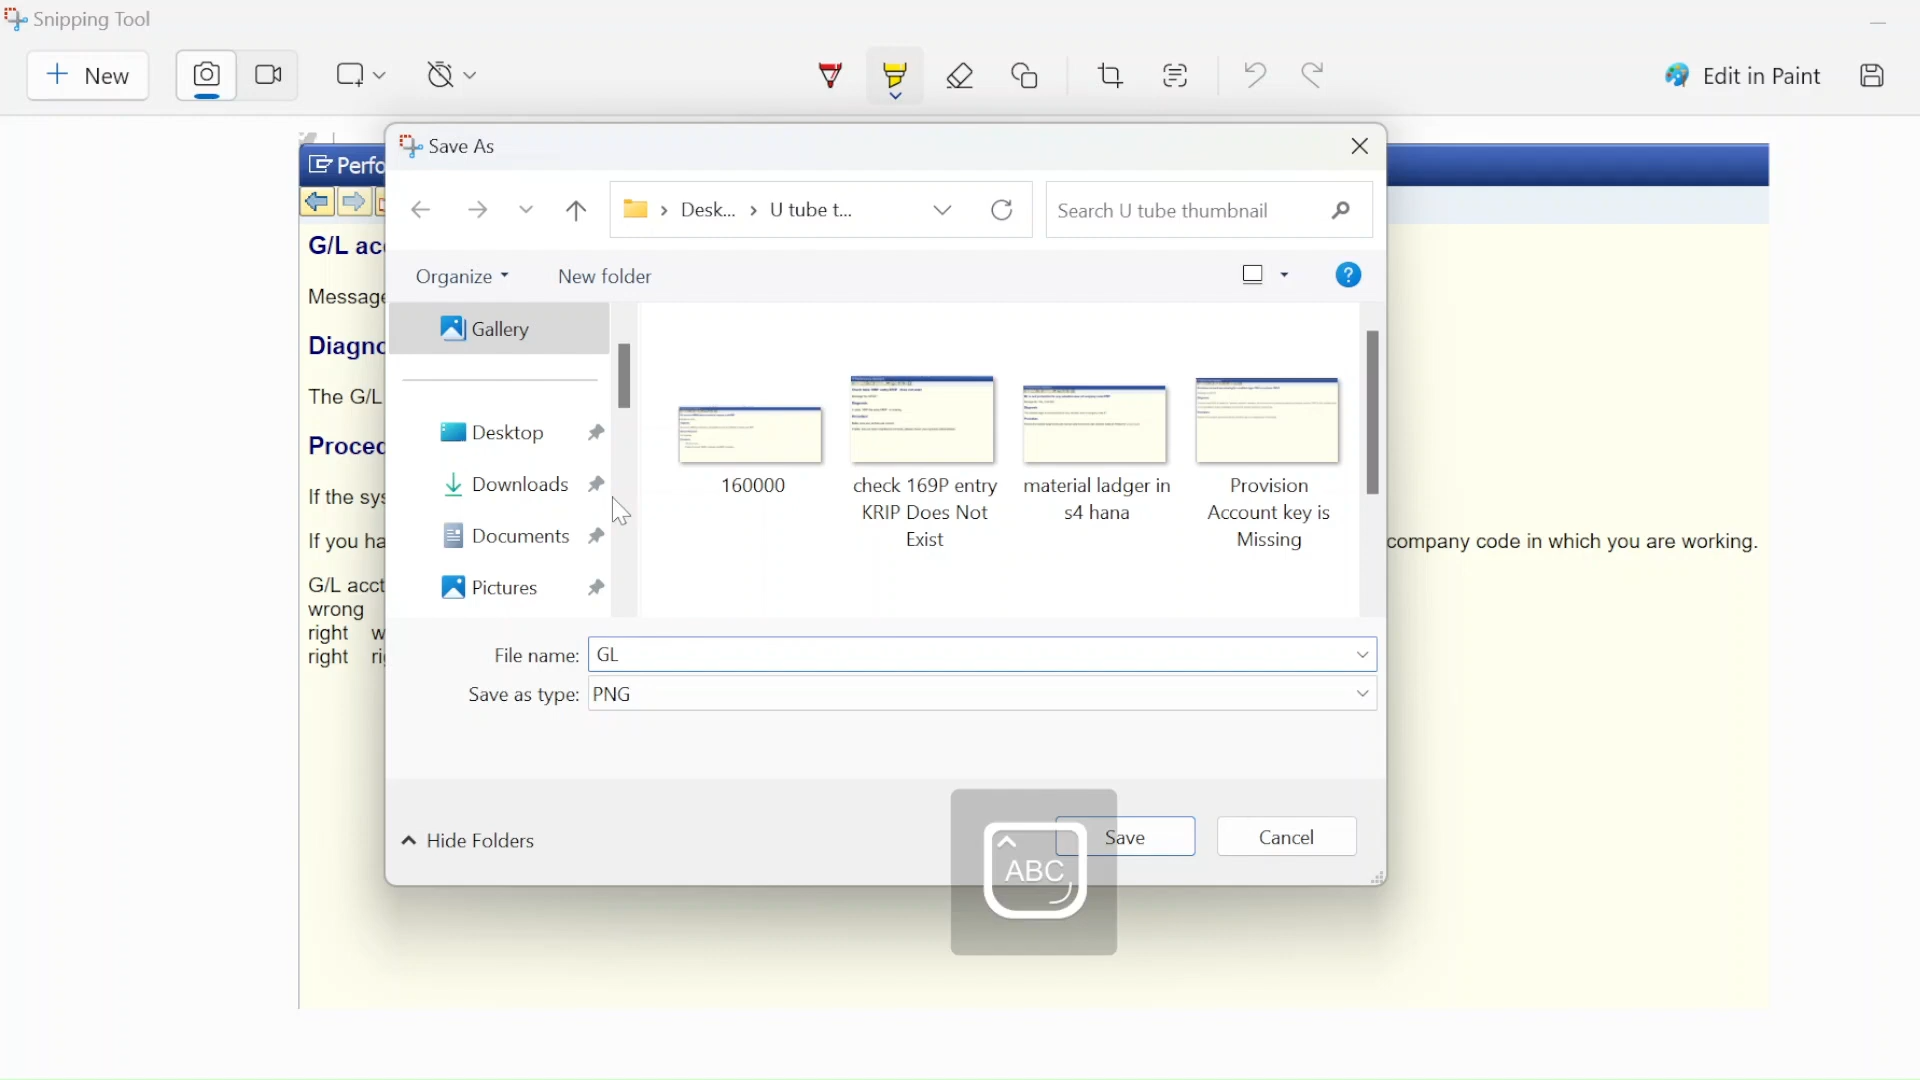 Snipping Tool
New
Edit in Paint
Save As
Desk... > U tube t...
Search U tube thumbnail
Organize
New folder
?
Gallery
Desktop
Downloads
Documents
Pictures
160000
check 169P entry
KRIP Does Not
Exist
material ladger in
s4 hana
Provision
Account key is
Missing
File name: GL
Save as type: PNG
Hide Folders
Save
Cancel
ABC
Perfo
G/L acc
Message
Diagno
The G/L
Proced
If the sys
If you ha
company code in which you are working.
G/L acct
wrong
right w
right ri